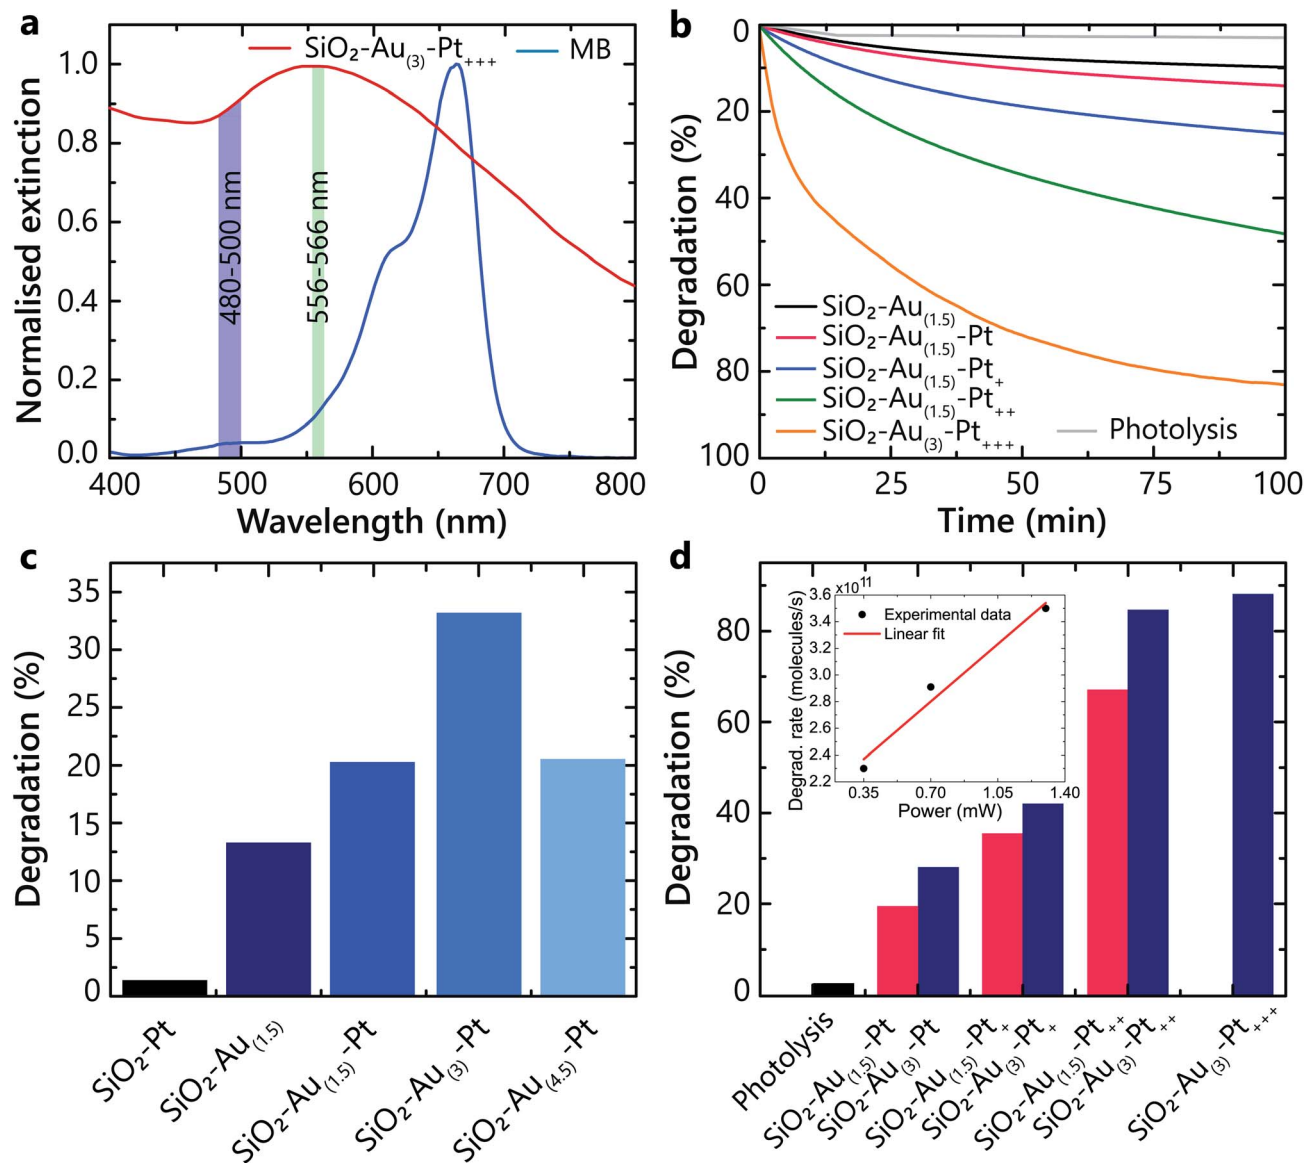 a
SiO₂-Au₍₃₎-Pt₊₊₊
MB
Normalised extinction
1.0
0.8
0.6
0.4
0.2
0.0
480-500 nm
556-566 nm
400
500
600
700
800
Wavelength (nm)
b
Degradation (%)
0
20
40
60
80
100
SiO₂-Au₍₁.₅₎
SiO₂-Au₍₁.₅₎-Pt
SiO₂-Au₍₁.₅₎-Pt₊
SiO₂-Au₍₁.₅₎-Pt₊₊
SiO₂-Au₍₃₎-Pt₊₊₊
Photolysis
0
25
50
75
100
Time (min)
c
Degradation (%)
35
30
25
20
15
10
5
0
SiO₂-Pt
SiO₂-Au₍₁.₅₎
SiO₂-Au₍₁.₅₎-Pt
SiO₂-Au₍₃₎-Pt
SiO₂-Au₍₄.₅₎-Pt
d
Degradation (%)
80
60
40
20
0
x10¹¹
Degrad. rate (molecules/s)
3.6
3.4
3.2
3.0
2.8
2.6
2.4
2.2
Experimental data
Linear fit
0.35
0.70
1.05
1.40
Power (mW)
Photolysis
SiO₂-Au₍₁.₅₎-Pt
SiO₂-Au₍₃₎-Pt
SiO₂-Au₍₁.₅₎-Pt₊
SiO₂-Au₍₃₎-Pt₊
SiO₂-Au₍₁.₅₎-Pt₊₊
SiO₂-Au₍₃₎-Pt₊₊
SiO₂-Au₍₃₎-Pt₊₊₊